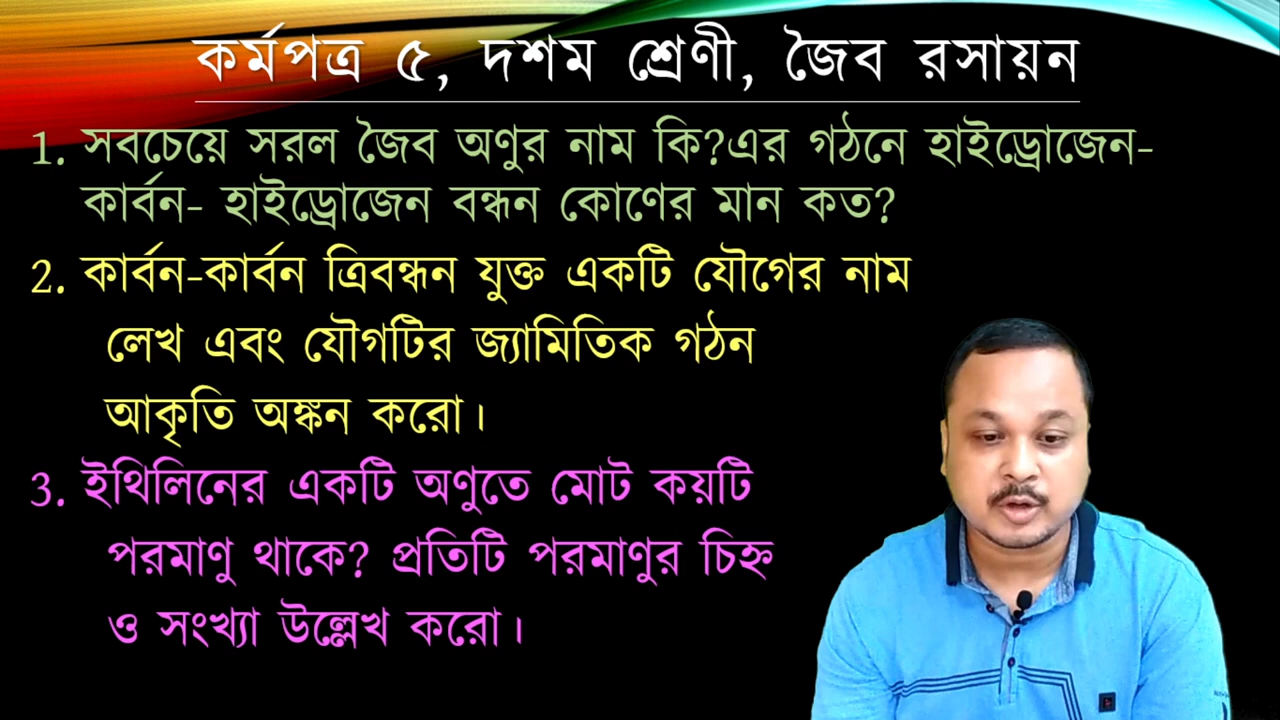 কর্মপত্র ৫, দশম শ্রেণী, জৈব রসায়ন
1. সবচেয়ে সরল জৈব অণুর নাম কি?এর গঠনে হাইড্রোজেন-
কার্বন- হাইড্রোজেন বন্ধন কোণের মান কত?
2. কার্বন-কার্বন ত্রিবন্ধন যুক্ত একটি যৌগের নাম
লেখ এবং যৌগটির জ্যামিতিক গঠন
আকৃতি অঙ্কন করো।
3. ইথিলিনের একটি অণুতে মোট কয়টি
পরমাণু থাকে? প্রতিটি পরমাণুর চিহ্ন
ও সংখ্যা উল্লেখ করো।